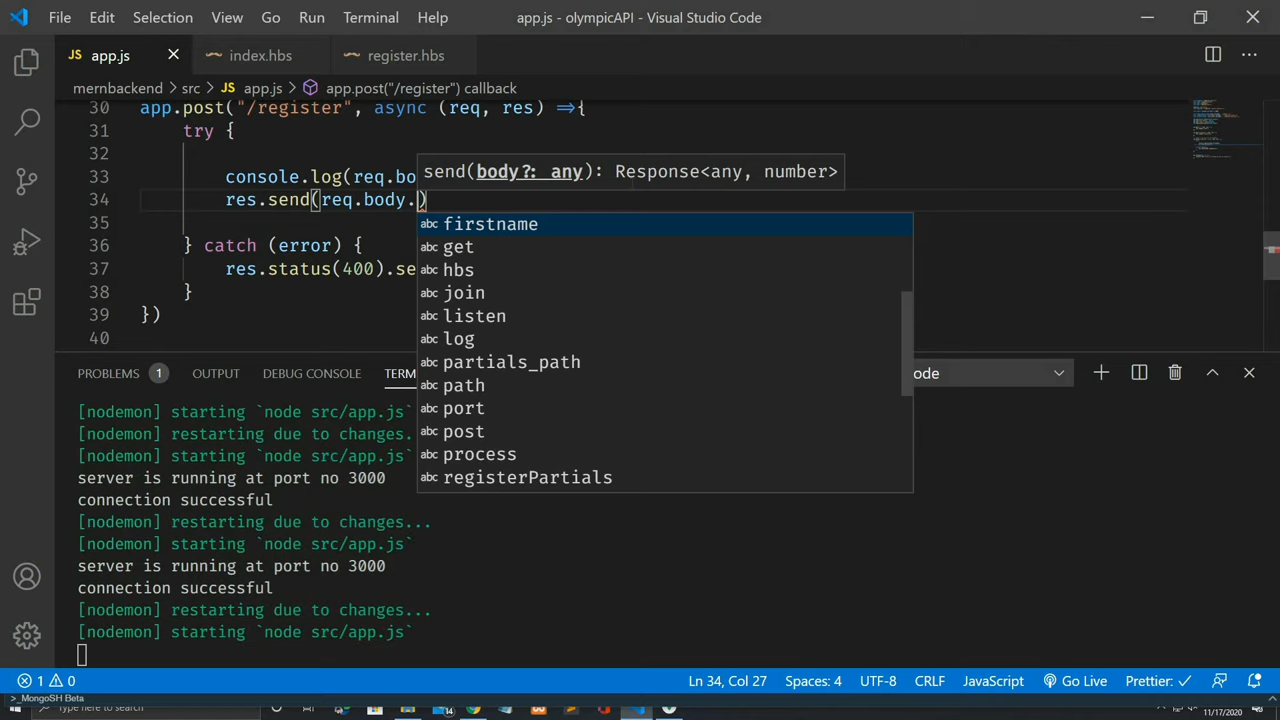 File Edit Selection View Go Run Terminal Help app.js - olympicAPI - Visual Studio Code
JS app.js index.hbs register.hbs
mernbackend > src > JS app.js > app.post("/register") callback
30 app.post("/register", async (req, res) =>{
31 try {
32
send(body?: any): Response<any, number>
33 console.log(req.bo
34 res.send(req.body.)
35
36 } catch (error) {
37 res.status(400).se
38 }
39 })
40
abc firstname
abc get
abc hbs
abc join
abc listen
abc log
abc partials_path
abc path
abc port
abc post
abc process
abc registerPartials
PROBLEMS 1 OUTPUT DEBUG CONSOLE TERM ode
[nodemon] starting `node src/app.js`
[nodemon] restarting due to changes.
[nodemon] starting `node src/app.js`
server is running at port no 3000
connection successful
[nodemon] restarting due to changes...
[nodemon] starting `node src/app.js`
server is running at port no 3000
connection successful
[nodemon] restarting due to changes...
[nodemon] starting `node src/app.js`
1 0 Ln 34, Col 27 Spaces: 4 UTF-8 CRLF JavaScript Go Live Prettier: ✓
>_MongoSH Beta
Type here to search 14 11/17/2020